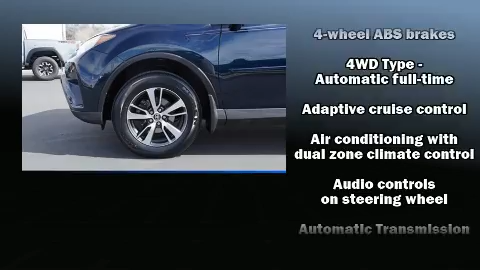 4-wheel ABS brakes
4WD Type -
Automatic full-time
Adaptive cruise control
Air conditioning with
dual zone climate control
Audio controls
on steering wheel
Automatic Transmission